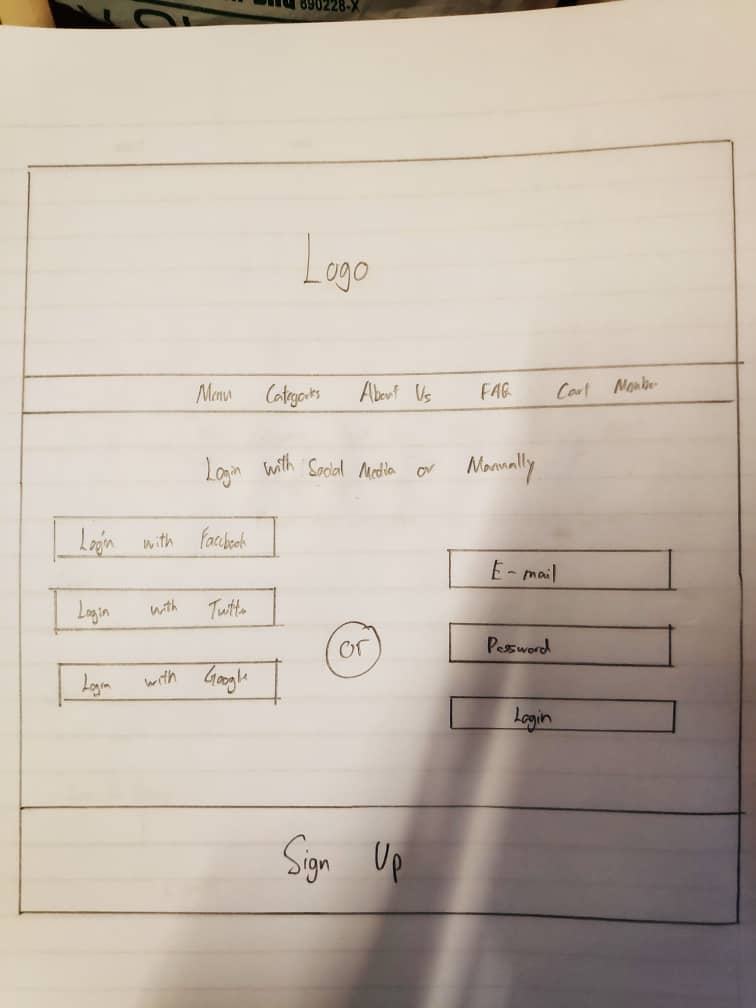 890228-X
Logo
Menu Categories About Us FAQ Cart Member
Login with Social Media or Manually
Login with Facebook
Login with Twitter
Login with Google
or
E-mail
Password
Login
Sign Up